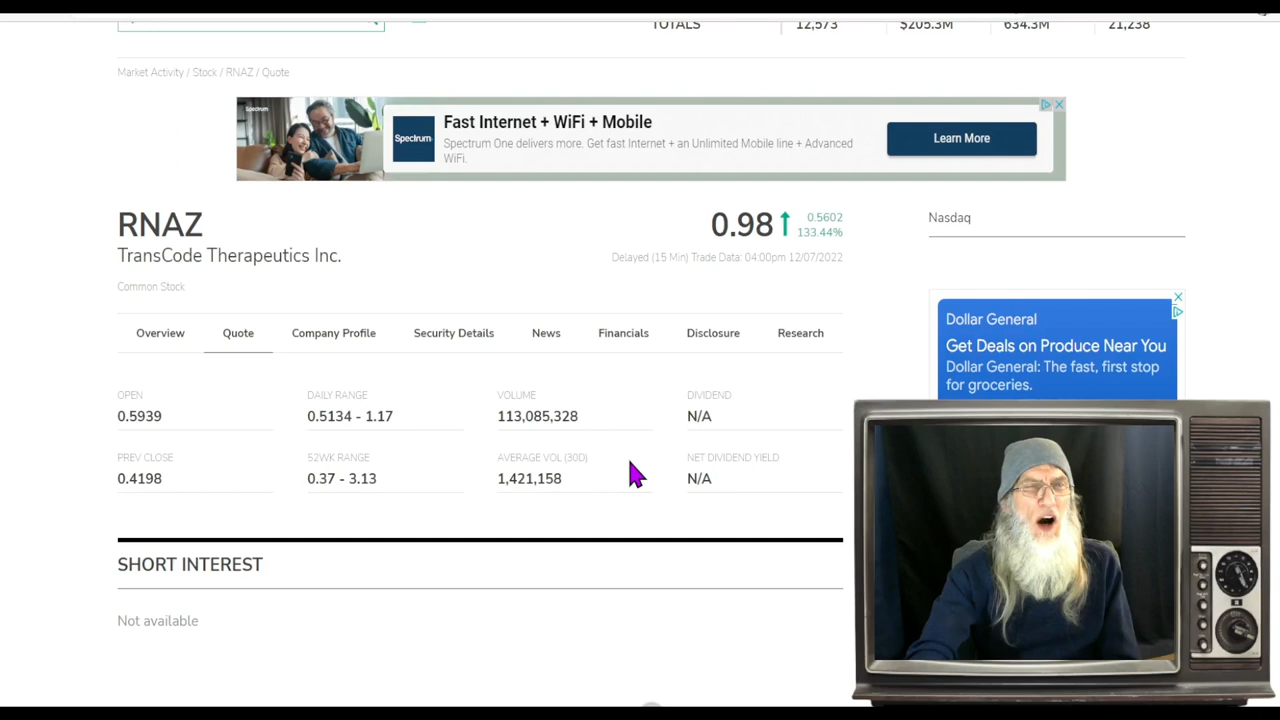 TOTALS 12,573 $205.3M 634.3M 21,238
Market Activity / Stock / RNAZ / Quote
Spectrum
Spectrum
Fast Internet + WiFi + Mobile
Spectrum One delivers more. Get fast Internet + an Unlimited Mobile line + Advanced
WiFi.
Learn More
RNAZ
0.98
0.5602
133.44%
TransCode Therapeutics Inc.
Delayed (15 Min) Trade Data: 04:00pm 12/07/2022
Common Stock
Nasdaq
Overview Quote Company Profile Security Details News Financials Disclosure Research
Dollar General
Get Deals on Produce Near You
Dollar General: The fast, first stop
for groceries.
OPEN DAILY RANGE VOLUME DIVIDEND
0.5939 0.5134 - 1.17 113,085,328 N/A
PREV CLOSE 52WK RANGE AVERAGE VOL (30D) NET DIVIDEND YIELD
0.4198 0.37 - 3.13 1,421,158 N/A
SHORT INTEREST
Not available